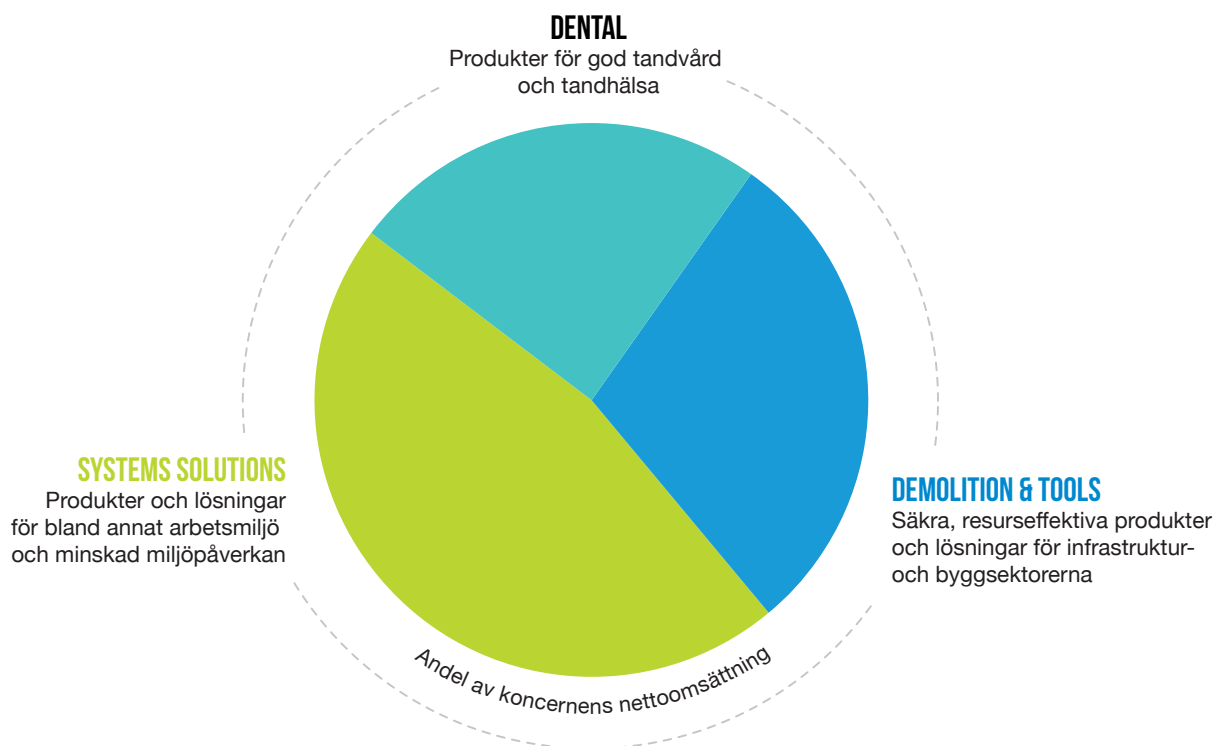 DENTAL
Produkter för god tandvård
och tandhälsa
SYSTEMS SOLUTIONS
Produkter och lösningar
för bland annat arbetsmiljö
och minskad miljöpåverkan
DEMOLITION & TOOLS
Säkra, resurseffektiva produkter
och lösningar för infrastruktur-
och byggsektorerna
Andel av koncernens nettoomsättning